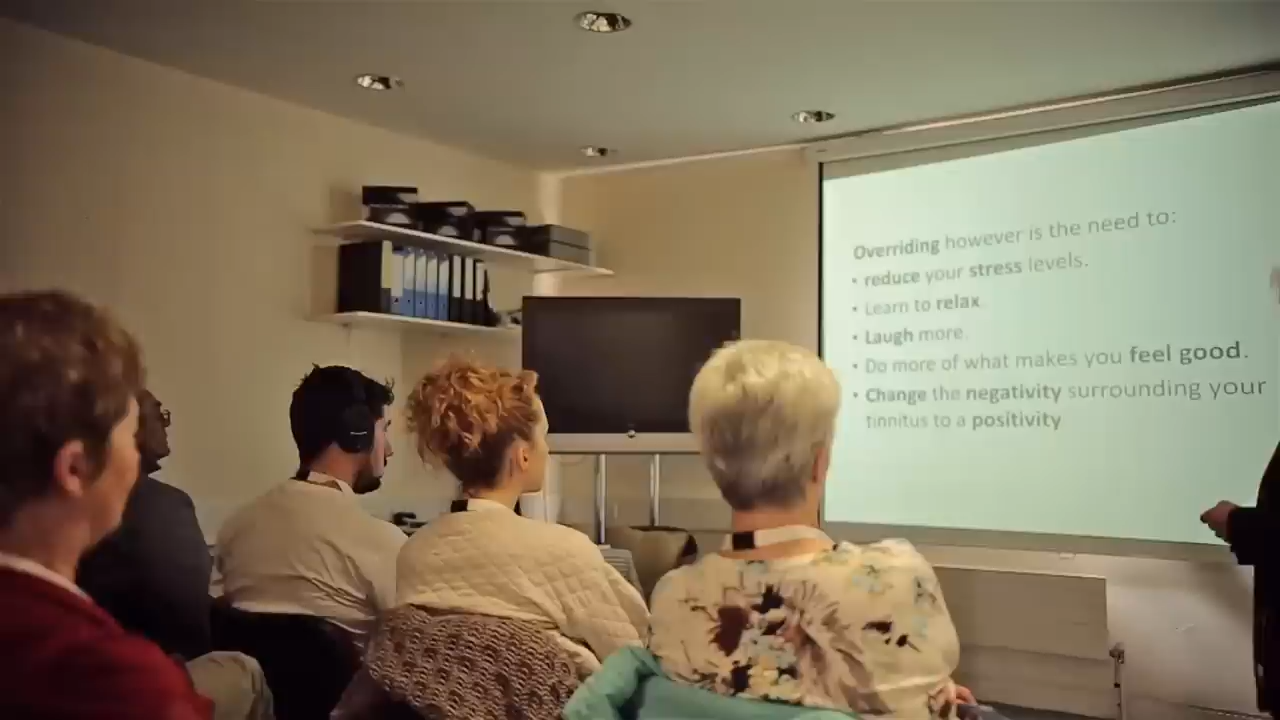 Overriding however is the need to:
• reduce your stress levels.
• Learn to relax.
• Laugh more.
• Do more of what makes you feel good.
• Change the negativity surrounding your
tinnitus to a positivity